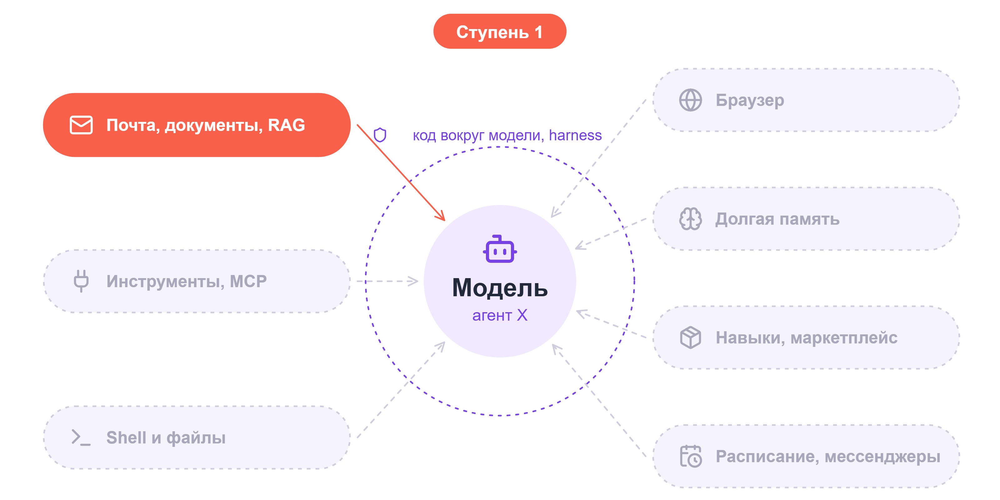 Ступень 1
Почта, документы, RAG
код вокруг модели, harness
Браузер
Долгая память
Инструменты, MCP
Модель
агент X
Навыки, маркетплейс
Shell и файлы
Расписание, мессенджеры